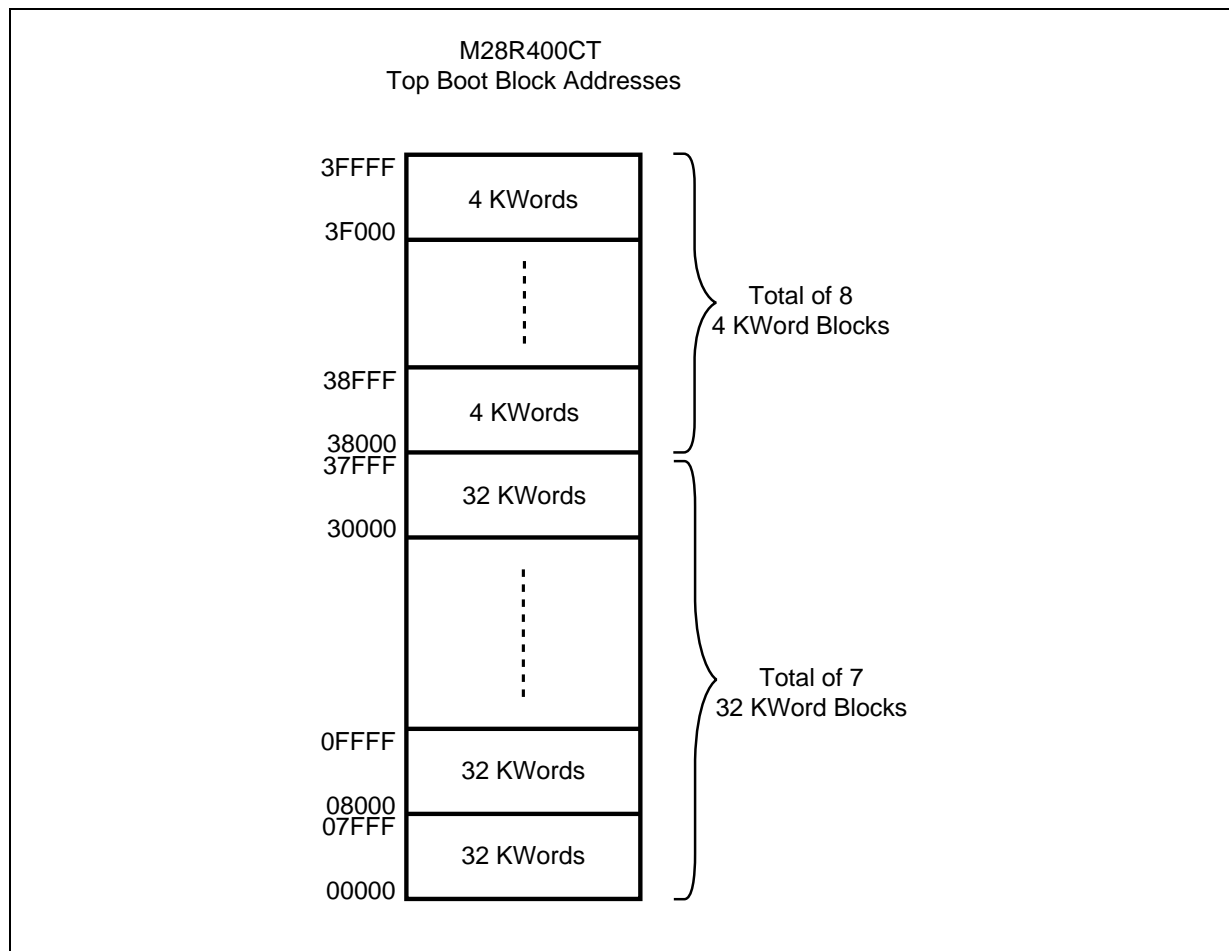 M28R400CT
Top Boot Block Addresses
3FFFF
4 KWords
3F000
Total of 8
4 KWord Blocks
38FFF
4 KWords
38000
37FFF
32 KWords
30000
Total of 7
32 KWord Blocks
0FFFF
32 KWords
08000
07FFF
32 KWords
00000